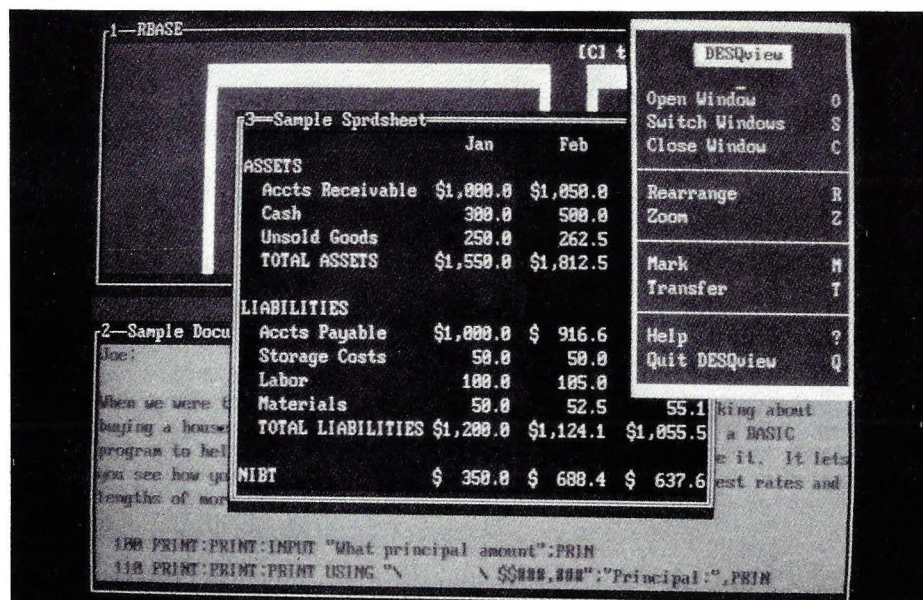 1—RBASE
[C] t
3—Sample Sprdsheet
Jan Feb
ASSETS
Accts Receivable $1,000.0 $1,050.0
Cash 300.0 500.0
Unsold Goods 250.0 262.5
TOTAL ASSETS $1,550.0 $1,812.5
LIABILITIES
Accts Payable $1,000.0 $ 916.6
Storage Costs 50.0 50.0
Labor 100.0 105.0
Materials 50.0 52.5 55.1
TOTAL LIABILITIES $1,200.0 $1,124.1 $1,055.5
NIBT $ 350.0 $ 688.4 $ 637.6
DESQview
Open Window O
Switch Windows S
Close Window C
Rearrange R
Zoom Z
Mark M
Transfer T
Help ?
Quit DESQview Q
2—Sample Docu
Joe:
When we were t king about
buying a house a BASIC
program to hel e it. It lets
you see how yo est rates and
lengths of mor
100 PRINT:PRINT:INPUT "What principal amount";PRIN
110 PRINT:PRINT:PRINT USING "\ \ $$###,###";"Principal:",PRIN